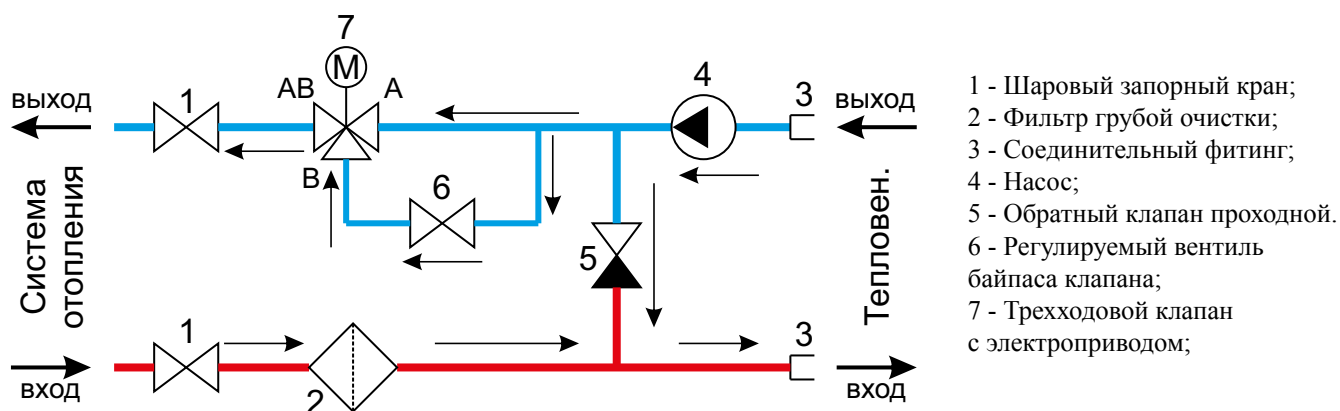 7
М
АВ
А
1
4
3
выход
выход
В
6
5
Система
отопления
Тепловен.
1
2
3
вход
вход
1 - Шаровый запорный кран;
2 - Фильтр грубой очистки;
3 - Соединительный фитинг;
4 - Насос;
5 - Обратный клапан проходной.
6 - Регулируемый вентиль
байпаса клапана;
7 - Трехходовой клапан
с электроприводом;